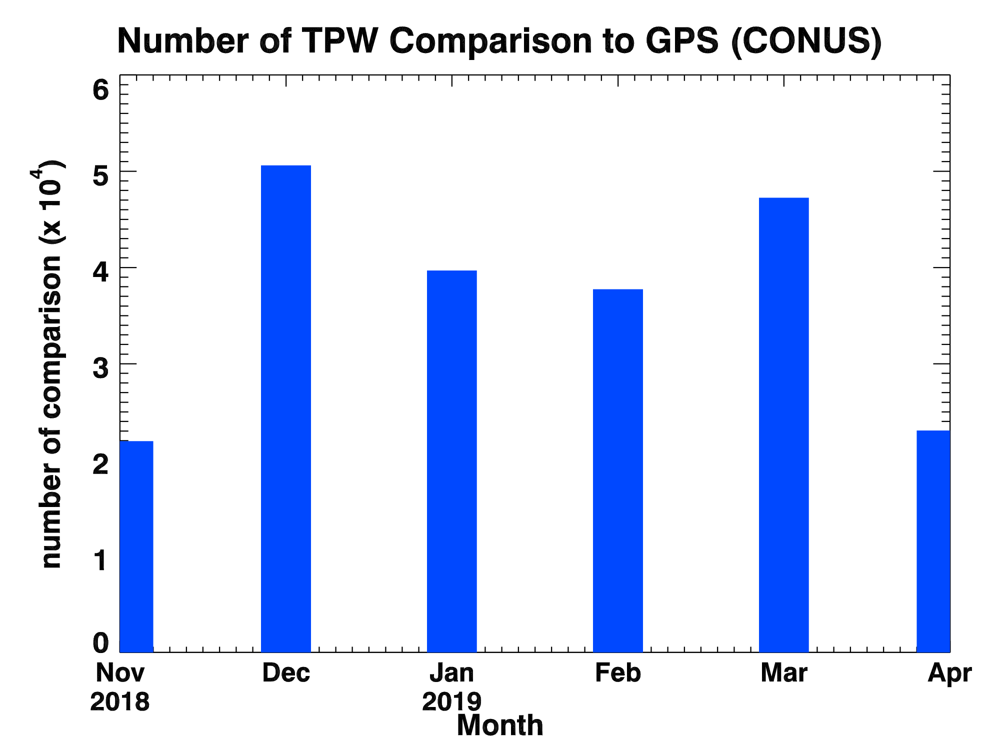 Number of TPW Comparison to GPS (CONUS)
number of comparison (x 10⁴)
6
5
4
3
2
1
0
Nov Dec Jan Feb Mar Apr
2018 2019
Month